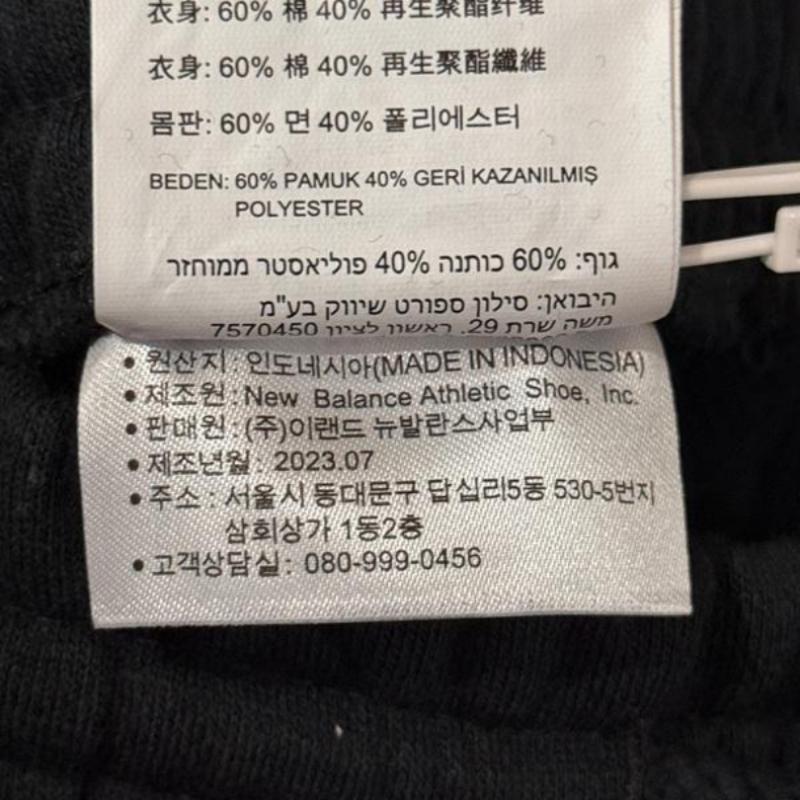 衣身: 60% 棉 40% 再生聚酯纤维
衣身: 60% 棉 40% 再生聚酯纖維
몸판: 60% 면 40% 폴리에스터
BEDEN: 60% PAMUK 40% GERİ KAZANILMIŞ
POLYESTER
גוף: 60% כותנה 40% פוליאסטר ממוחזר
היבואן: סילון ספורט שיווק בע"מ
משה שרת 29, ראשון לציון 7570450
• 원산지 : 인도네시아(MADE IN INDONESIA)
• 제조원 : New Balance Athletic Shoe, Inc.
• 판매원 : (주)이랜드 뉴발란스사업부
• 제조년월 : 2023.07
• 주소 : 서울시 동대문구 답십리5동 530-5번지
삼희상가 1동2층
• 고객상담실 : 080-999-0456